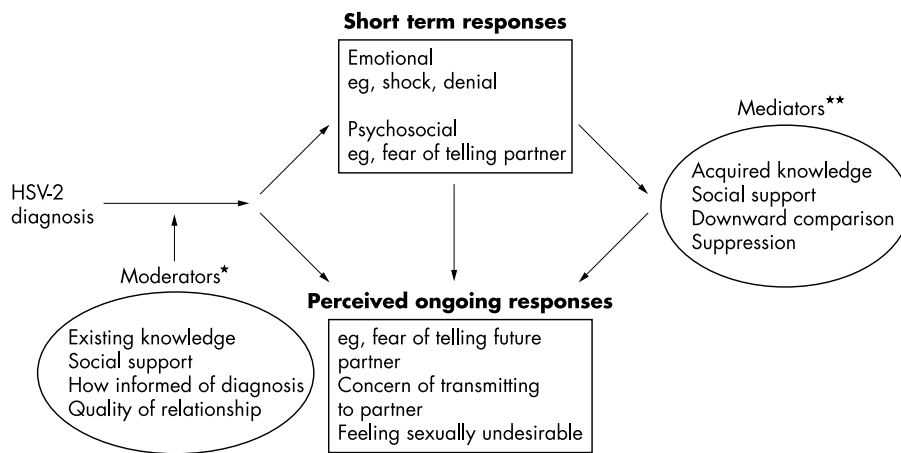 Short term responses
Emotional
eg, shock, denial
Psychosocial
eg, fear of telling partner
Mediators★★
Acquired knowledge
Social support
Downward comparison
Suppression
HSV-2
diagnosis
Moderators★
Existing knowledge
Social support
How informed of diagnosis
Quality of relationship
Perceived ongoing responses
eg, fear of telling future
partner
Concern of transmitting
to partner
Feeling sexually undesirable